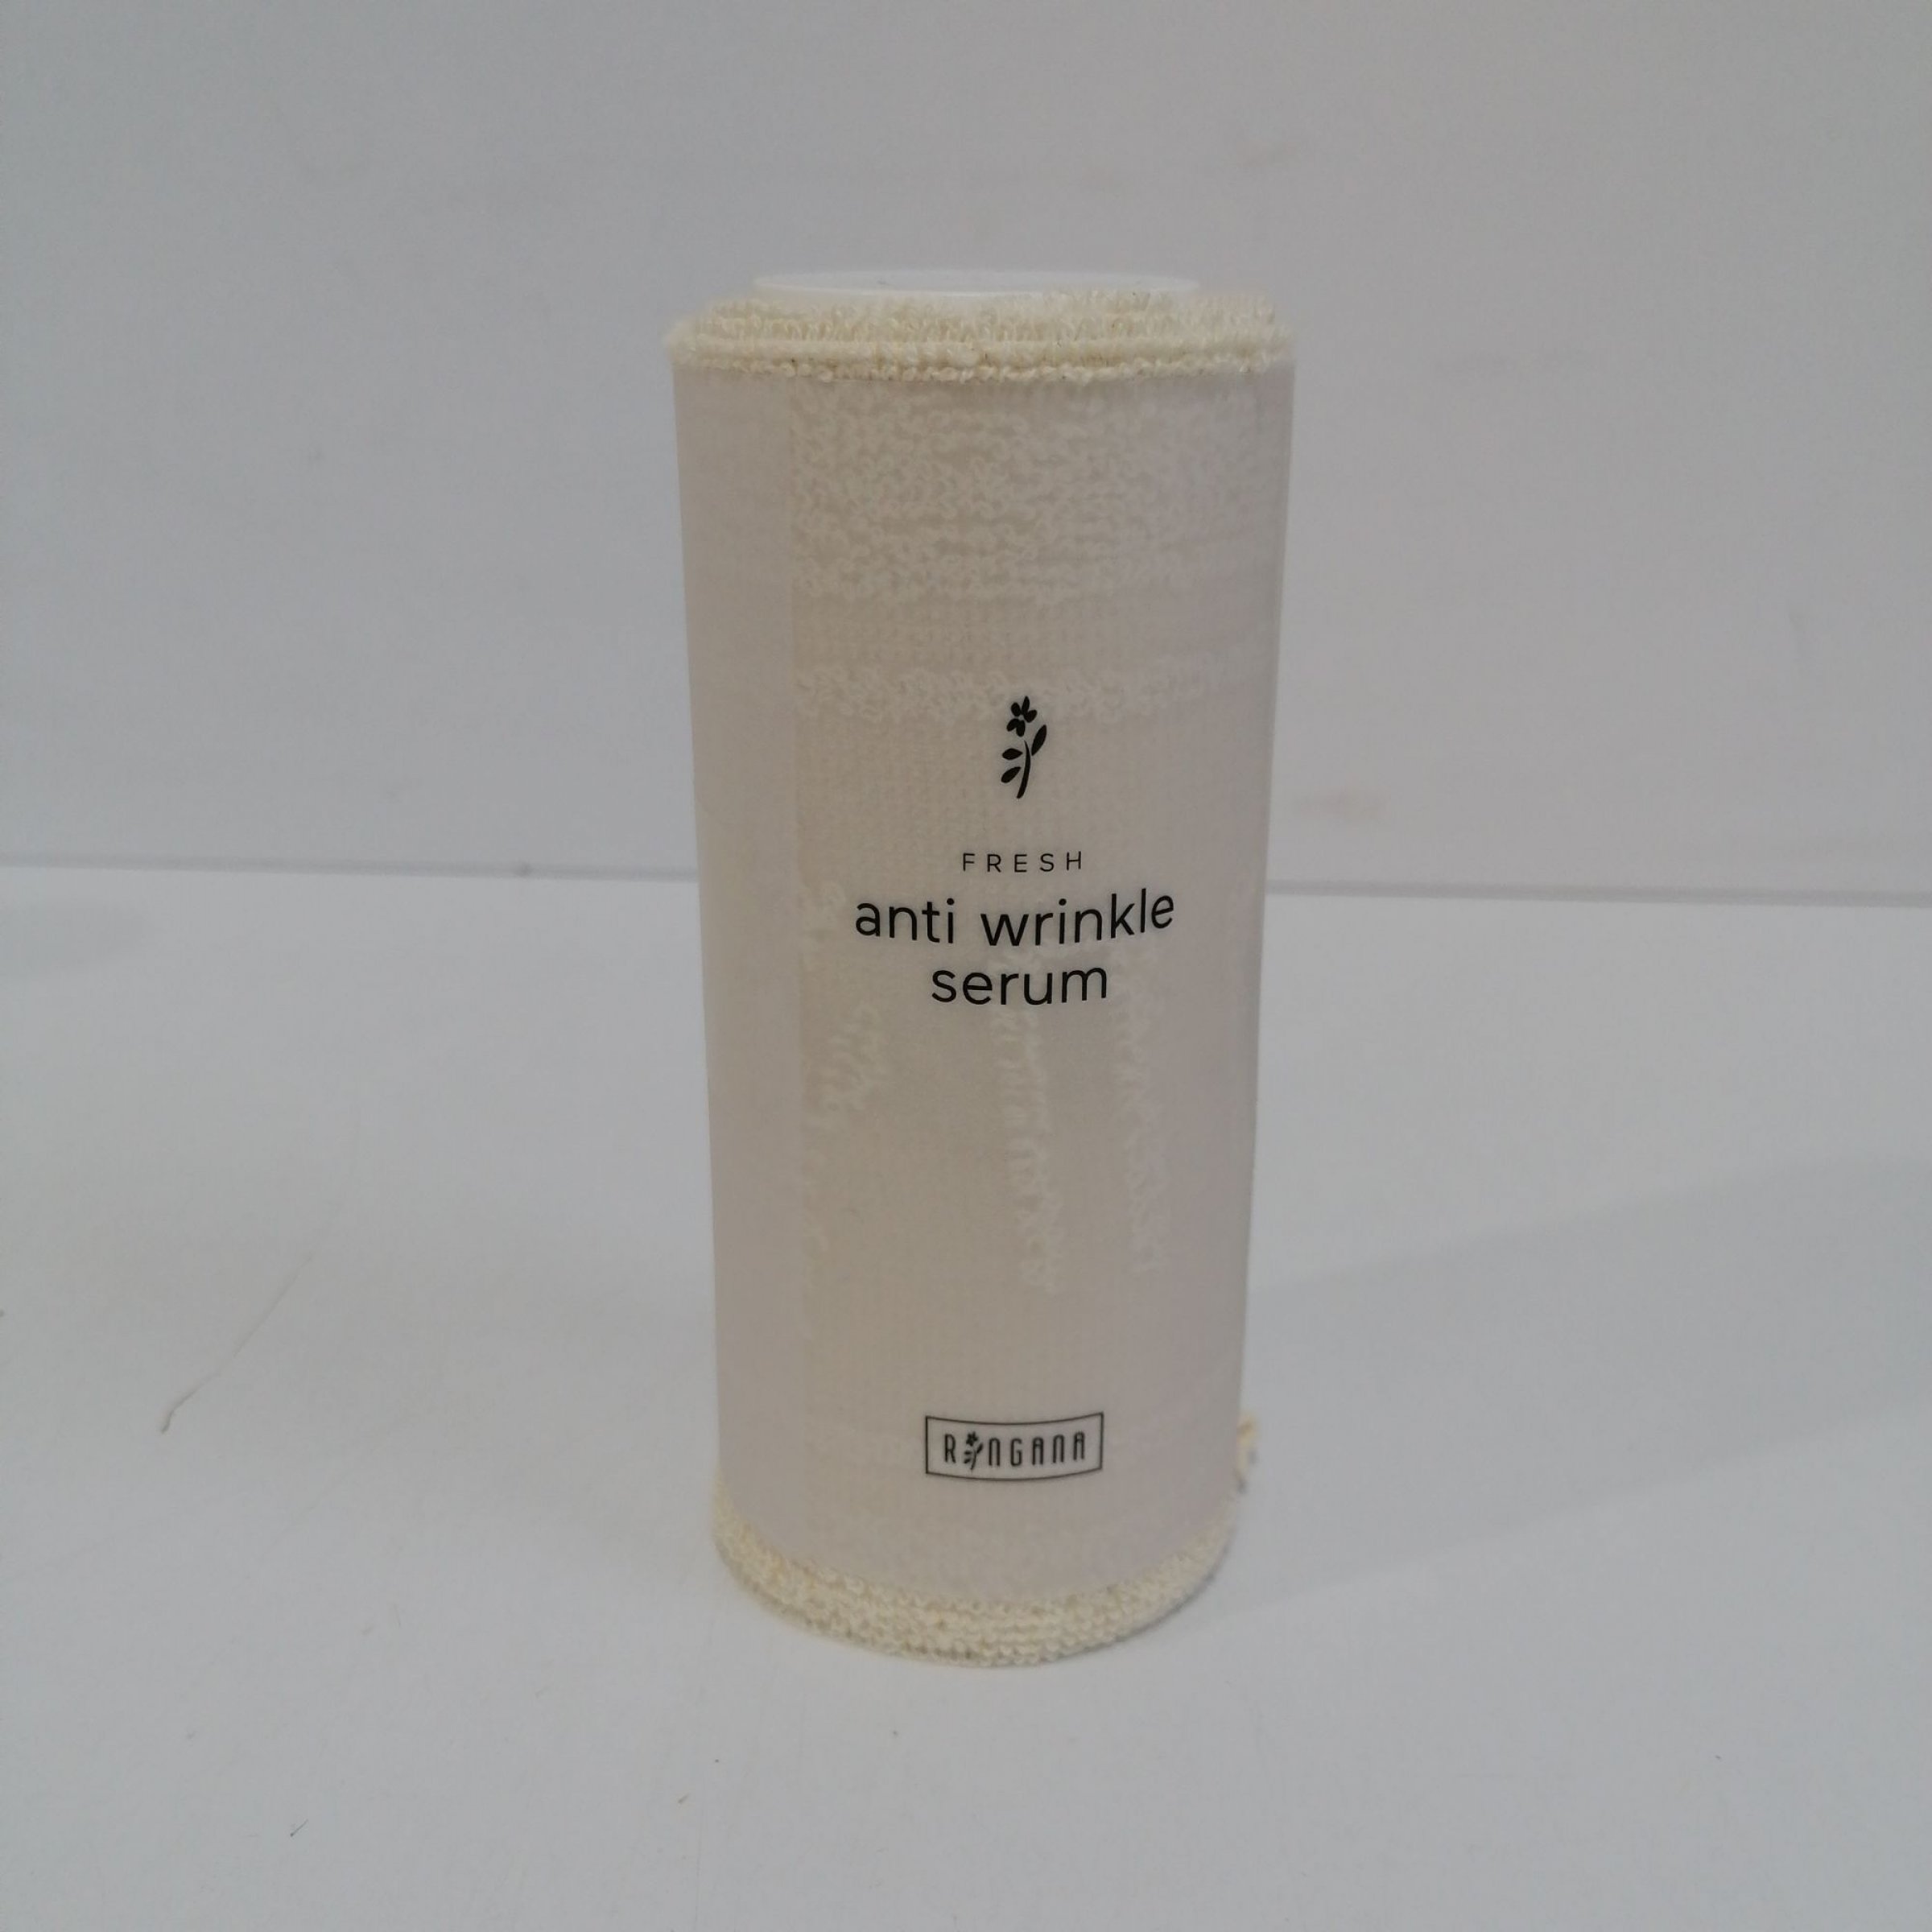 FRESH
anti wrinkle
serum
RINGANA